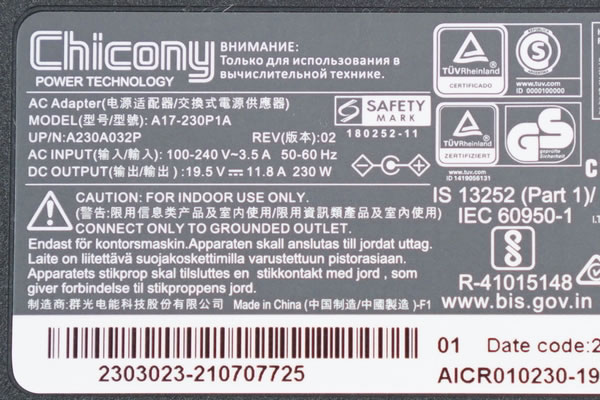 Chicony
POWER TECHNOLOGY
ВНИМАНИЕ:
Только для использования в
вычислительной технике.
TÜVRheinland
CERTIFICADO
S
www.tuv.com
ID 0000100000
AC Adapter(电源适配器/交換式電源供應器)
MODEL(型号/型號): A17-230P1A
UP/N:A230A032P REV(版本):02
AC INPUT(输入/輸入): 100-240 V~3.5 A 50-60 Hz
DC OUTPUT(输出/輸出): 19.5V ⎓ 11.8 A 230 W
S SAFETY
MARK
180252-11
TÜVRheinland
ZERTIFIZIERT
GS
www.tuv.com
ID 1419056131
CAUTION: FOR INDOOR USE ONLY.
(警告:限用信息类产品及室内使用/限用資訊類產品及室內使用)
CONNECT ONLY TO GROUNDED OUTLET.
Endast för kontorsmaskin.Apparaten skall anslutas till jordat uttag.
Laite on liitettävä suojakoskettimilla varustettuun pistorasiaan.
Apparatets stikprop skal tilsluttes en stikkontakt med jord , som
giver forbindelse til stikproppens jord.
制造商:群光电能科技股份有限公司 Made in China (中国制造/中國製造)-F1
IS 13252 (Part 1)/
IEC 60950-1
R-41015148
www.bis.gov.in
2303023-210707725
01 Date code:2
AICR010230-19